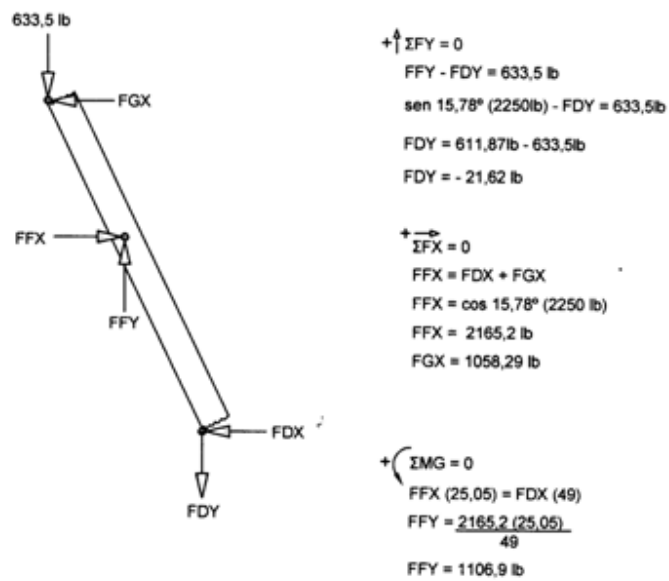 633,5 lb
FGX
FFX
FFY
FDX
FDY
+ ΣFY = 0
FFY - FDY = 633,5 lb
sen 15,78º (2250lb) - FDY = 633,5lb
FDY = 611,87lb - 633,5lb
FDY = - 21,62 lb
+ ΣFX = 0
FFX = FDX + FGX
FFX = cos 15,78º (2250 lb)
FFX = 2165,2 lb
FGX = 1058,29 lb
+ ΣMG = 0
FFX (25,05) = FDX (49)
FFY = 2165,2 (25,05)
49
FFY = 1106,9 lb